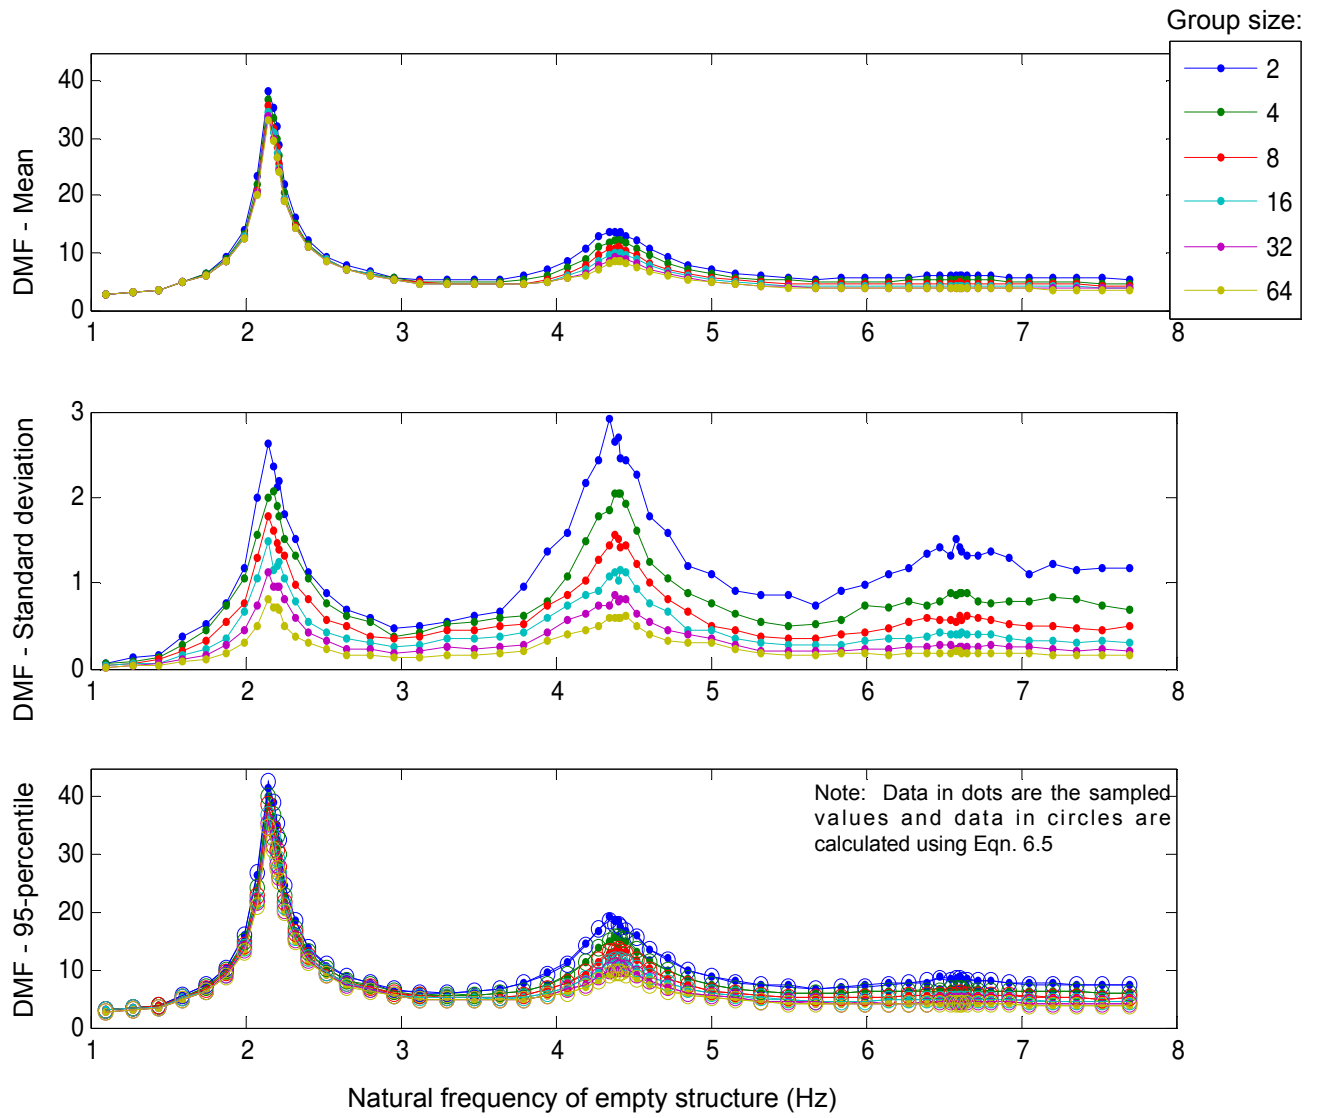 Group size:
2
4
8
16
32
64
DMF - Mean
40
30
20
10
0
1 2 3 4 5 6 7 8
DMF - Standard deviation
3
2
1
0
1 2 3 4 5 6 7 8
DMF - 95-percentile
40
30
20
10
0
Note: Data in dots are the sampled
values and data in circles are
calculated using Eqn. 6.5
1 2 3 4 5 6 7 8
Natural frequency of empty structure (Hz)